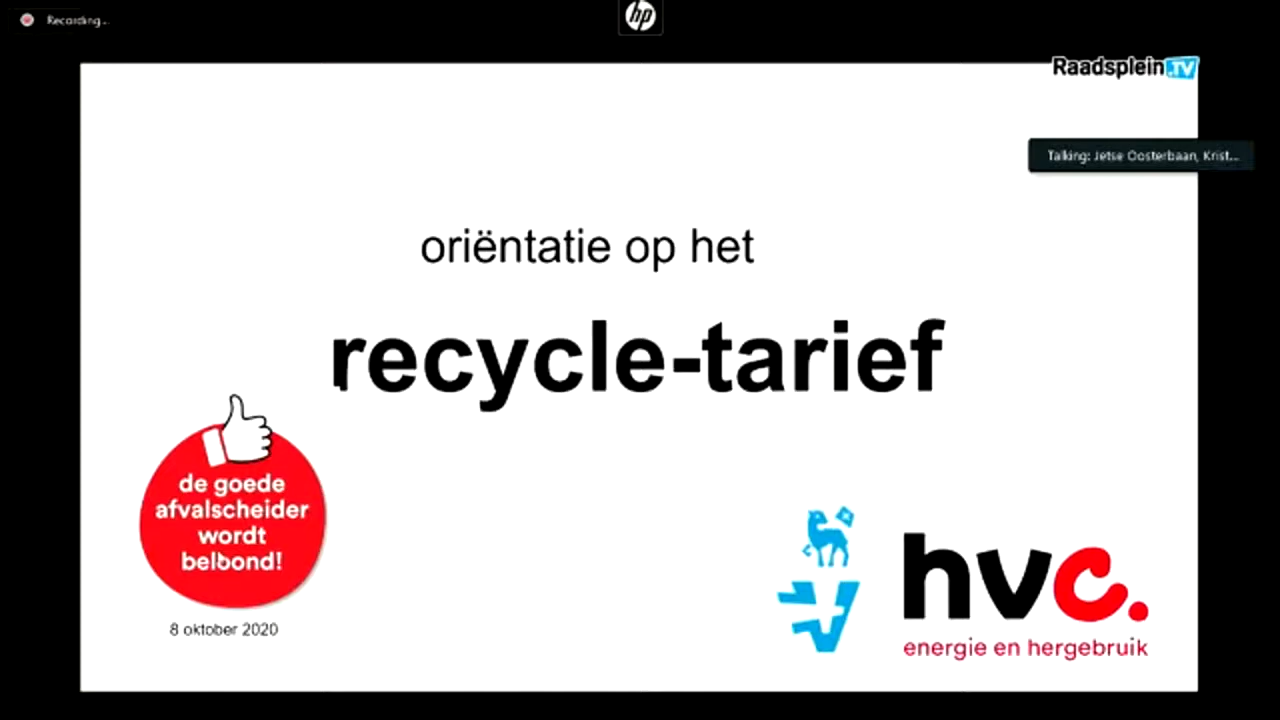 Recording...
hp
Raadsplein.TV
Talking: Jetse Oosterbaan, Krist...
oriëntatie op het
recycle-tarief
de goede
afvalscheider
wordt
beloond!
8 oktober 2020
hvc.
energie en hergebruik